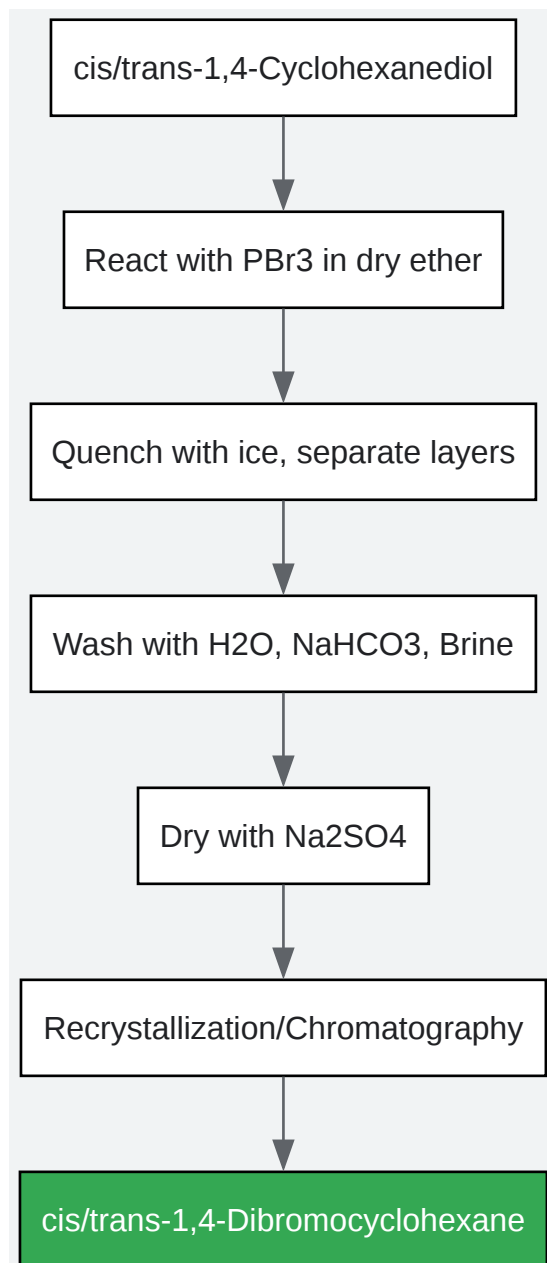 cis/trans-1,4-Cyclohexanediol
React with PBr3 in dry ether
Quench with ice, separate layers
Wash with H2O, NaHCO3, Brine
Dry with Na2SO4
Recrystallization/Chromatography
cis/trans-1,4-Dibromocyclohexane